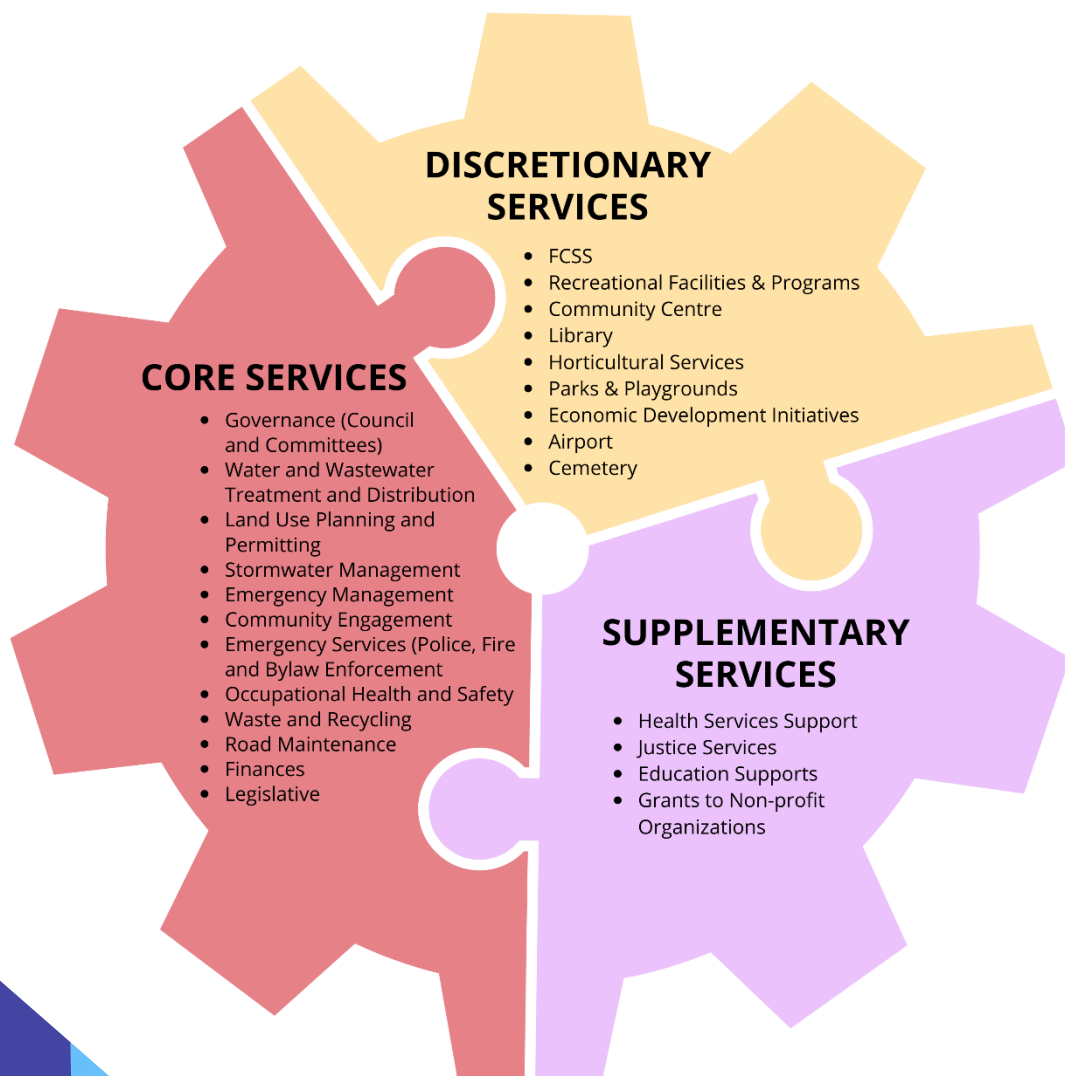 DISCRETIONARY
SERVICES
• FCSS
• Recreational Facilities & Programs
• Community Centre
• Library
• Horticultural Services
• Parks & Playgrounds
• Economic Development Initiatives
• Airport
• Cemetery
CORE SERVICES
• Governance (Council
and Committees)
• Water and Wastewater
Treatment and Distribution
• Land Use Planning and
Permitting
• Stormwater Management
• Emergency Management
• Community Engagement
• Emergency Services (Police, Fire
and Bylaw Enforcement
• Occupational Health and Safety
• Waste and Recycling
• Road Maintenance
• Finances
• Legislative
SUPPLEMENTARY
SERVICES
• Health Services Support
• Justice Services
• Education Supports
• Grants to Non-profit
Organizations